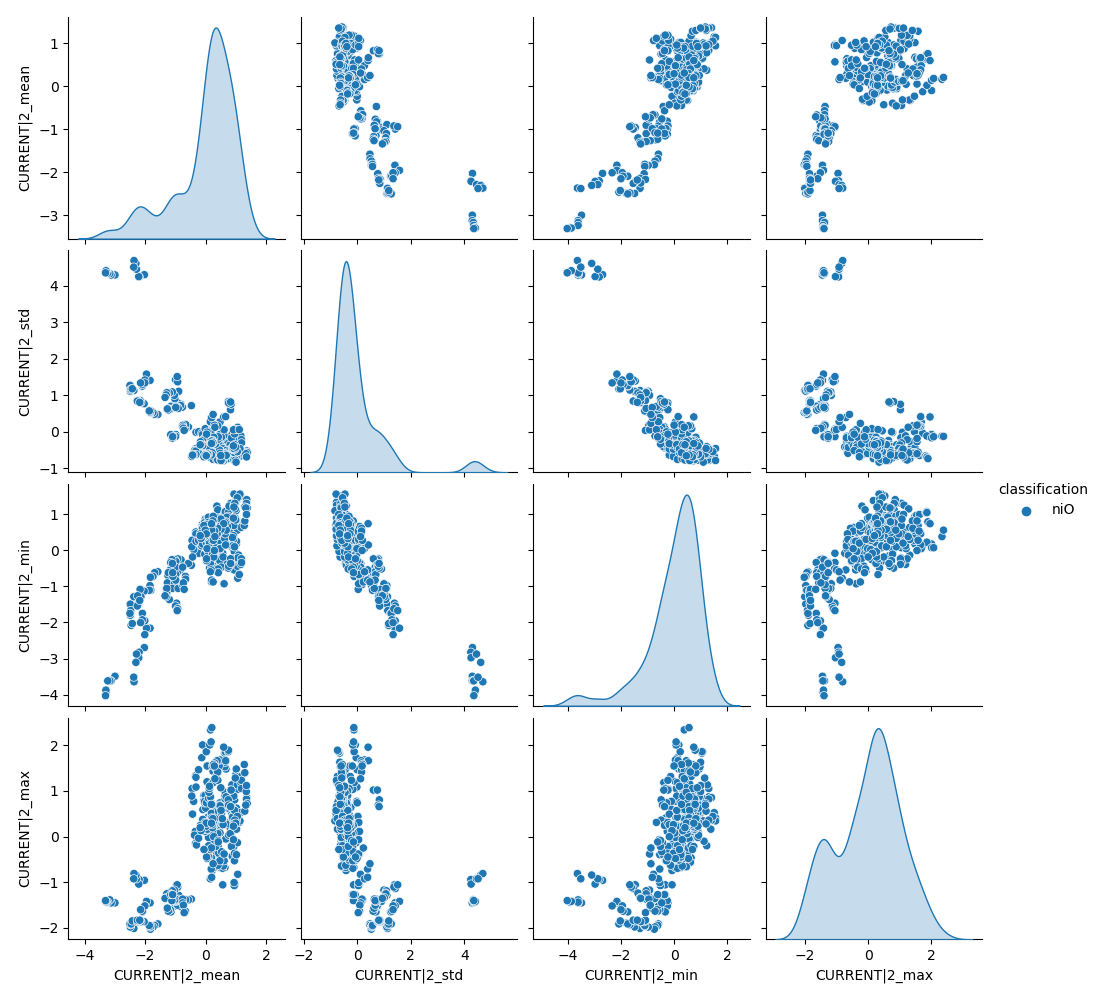 CURRENT|2_mean
1
0
−1
−2
−3
CURRENT|2_std
4
3
2
1
0
−1
CURRENT|2_min
1
0
−1
−2
−3
−4
CURRENT|2_max
2
1
0
−1
−2
−4 −2 0 2
CURRENT|2_mean
−2 0 2 4
CURRENT|2_std
−4 −2 0 2
CURRENT|2_min
−2 0 2
CURRENT|2_max
classification
niO